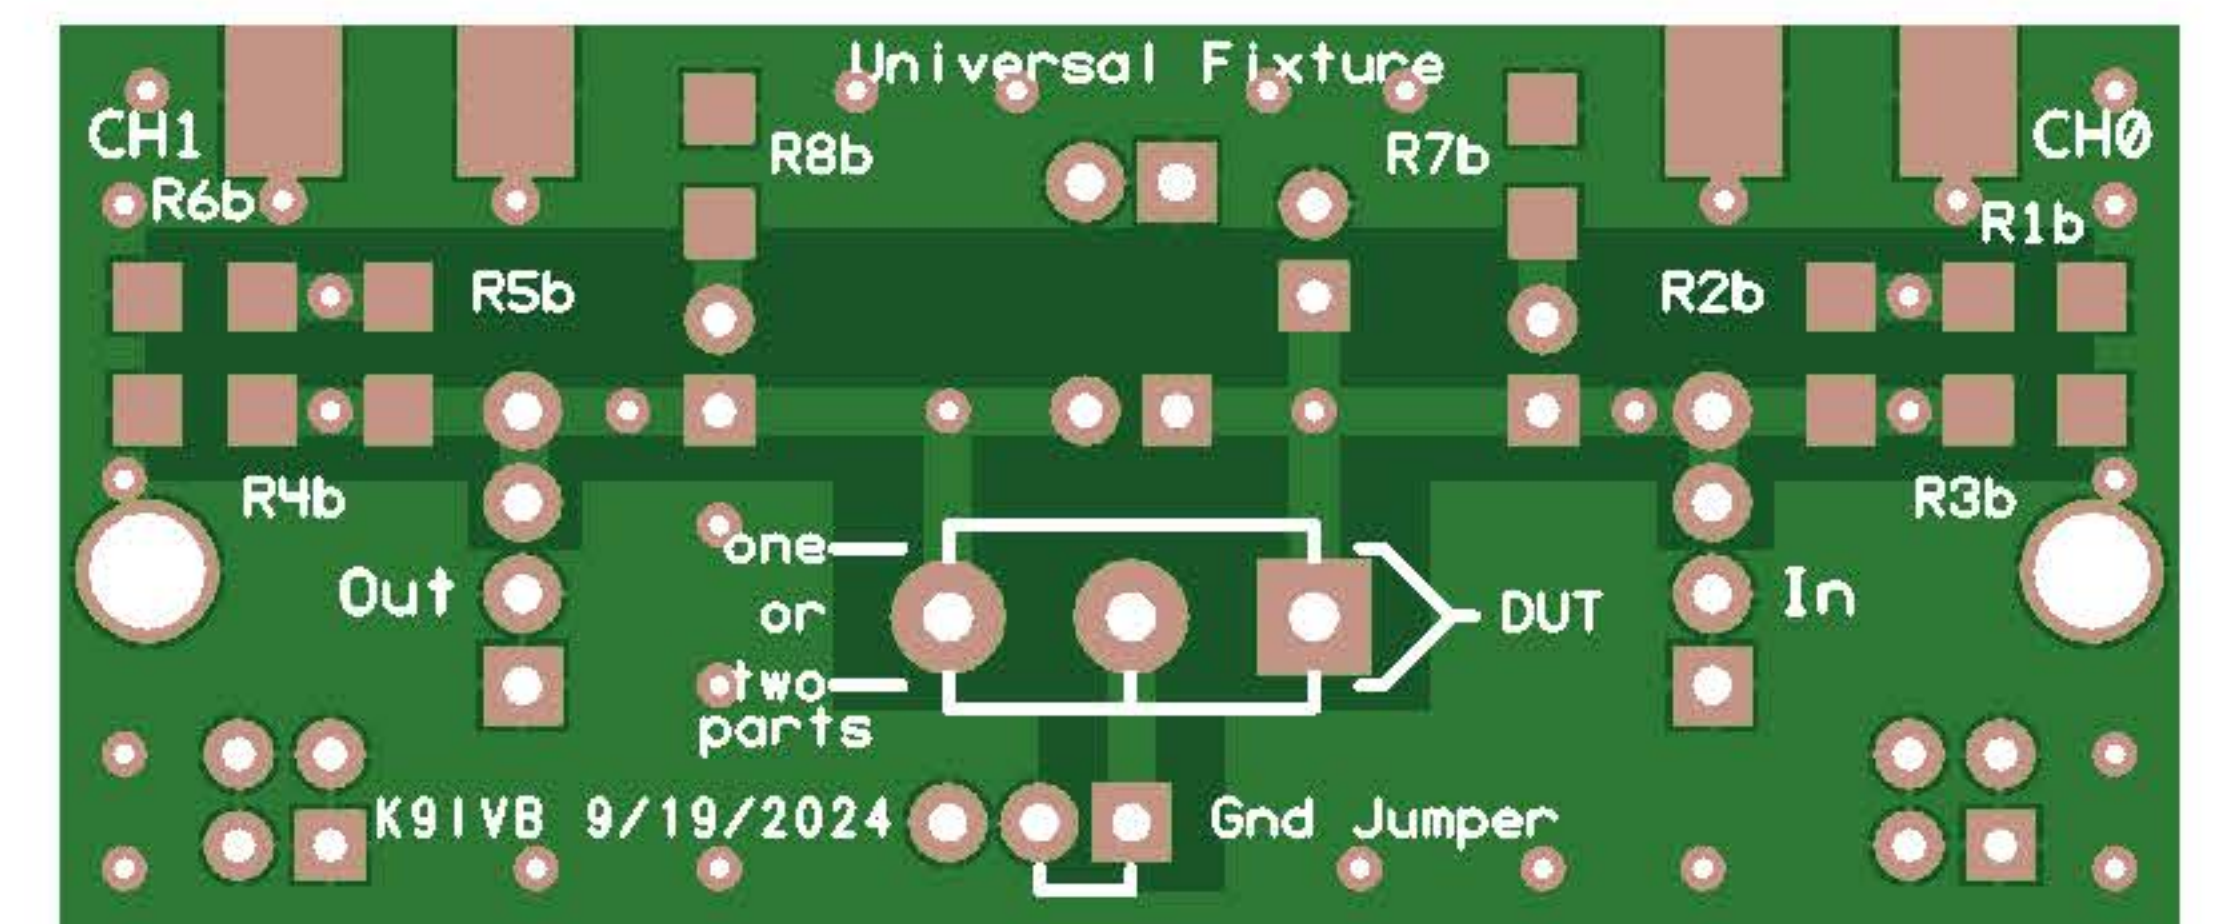 Universal Fixture
CH1
CH0
R8b
R7b
R6b
R1b
R5b
R2b
R4b
R3b
one
Out
or
two
parts
DUT
In
K9IVB 9/19/2024
Gnd Jumper